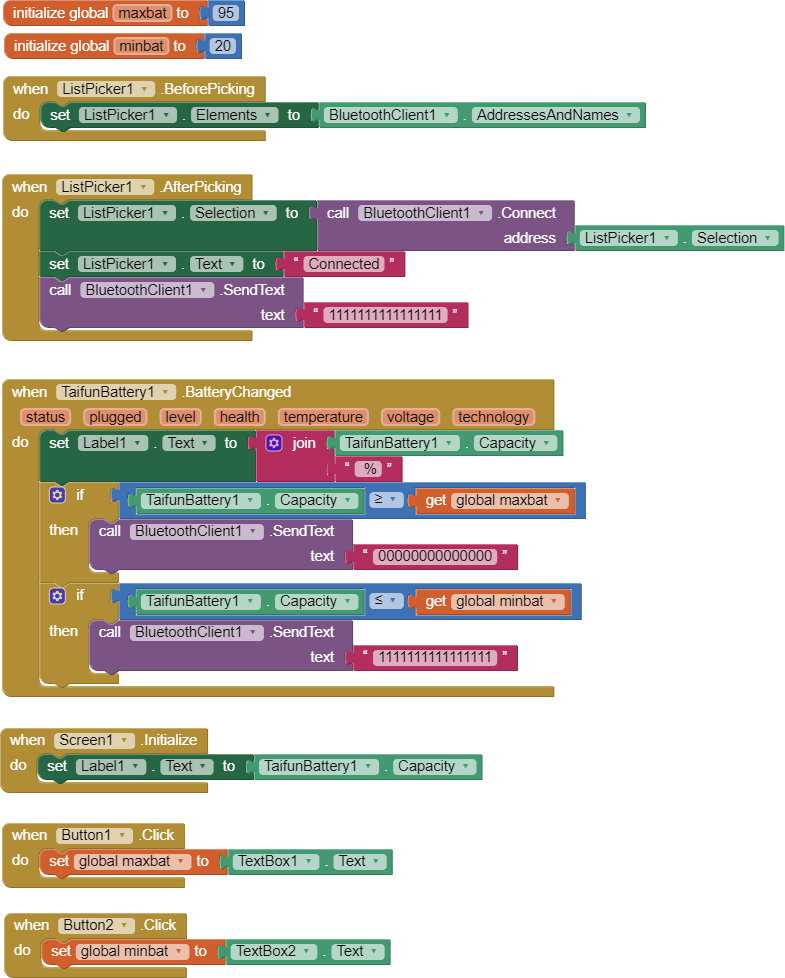 initialize global maxbat to 95
initialize global minbat to 20
when ListPicker1 .BeforePicking
do set ListPicker1 . Elements to BluetoothClient1 . AddressesAndNames
when ListPicker1 .AfterPicking
do set ListPicker1 . Selection to call BluetoothClient1 .Connect
address ListPicker1 . Selection
set ListPicker1 . Text to “ Connected ”
call BluetoothClient1 .SendText
text “ 1111111111111111 ”
when TaifunBattery1 .BatteryChanged
status plugged level health temperature voltage technology
do set Label1 . Text to join TaifunBattery1 . Capacity
“ % ”
if TaifunBattery1 . Capacity ≥ get global maxbat
then call BluetoothClient1 .SendText
text “ 00000000000000 ”
if TaifunBattery1 . Capacity ≤ get global minbat
then call BluetoothClient1 .SendText
text “ 1111111111111111 ”
when Screen1 .Initialize
do set Label1 . Text to TaifunBattery1 . Capacity
when Button1 .Click
do set global maxbat to TextBox1 . Text
when Button2 .Click
do set global minbat to TextBox2 . Text